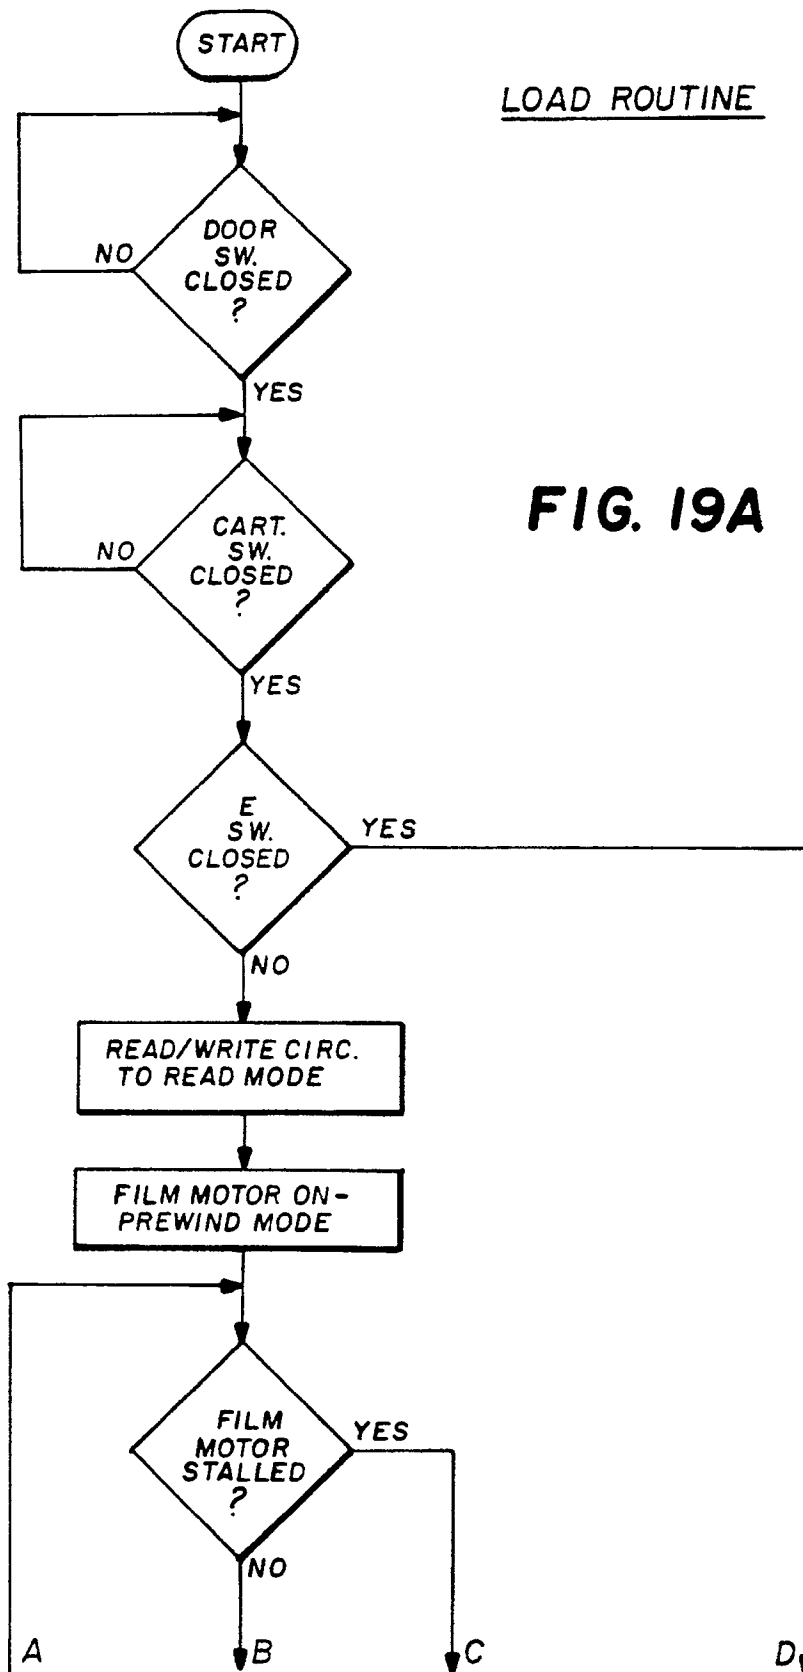 START
LOAD ROUTINE
DOOR
SW.
CLOSED
?
NO
YES
FIG. 19A
CART.
SW.
CLOSED
?
NO
YES
E
SW.
CLOSED
?
YES
NO
READ/WRITE CIRC.
TO READ MODE
FILM MOTOR ON-
PREWIND MODE
FILM
MOTOR
STALLED
?
YES
NO
A
B
C
D